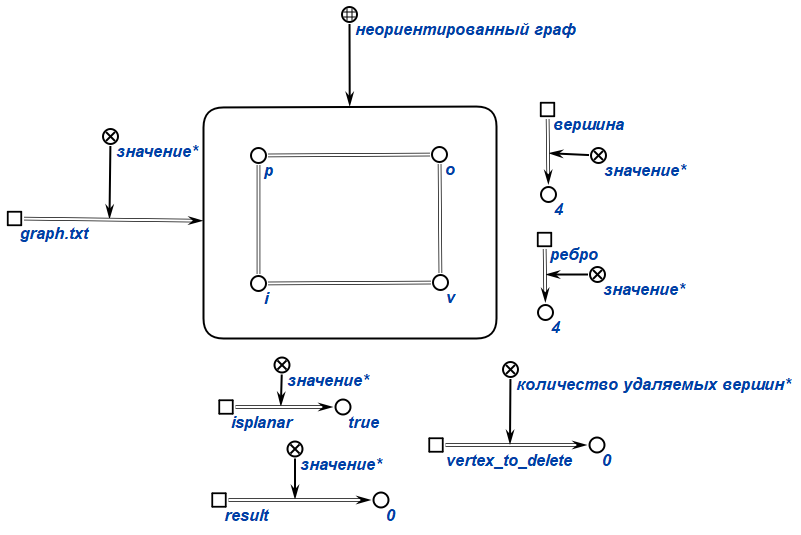 неориентированный граф
вершина
значение*
значение*
p
o
4
graph.txt
ребро
значение*
i
v
4
значение*
количество удаляемых вершин*
isplanar
true
vertex_to_delete
0
значение*
result
0